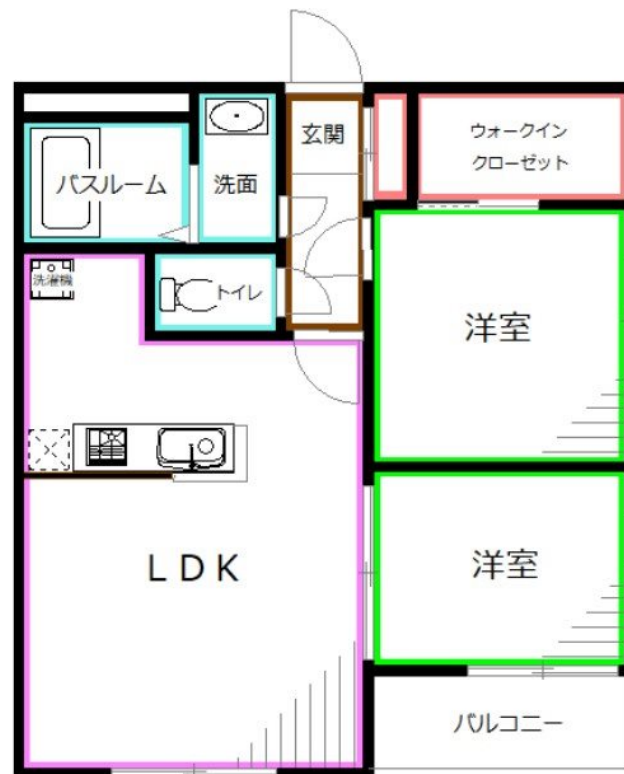 玄関
ウォークイン
クローゼット
バスルーム
洗面
洗濯機
トイレ
洋室
LDK
洋室
バルコニー